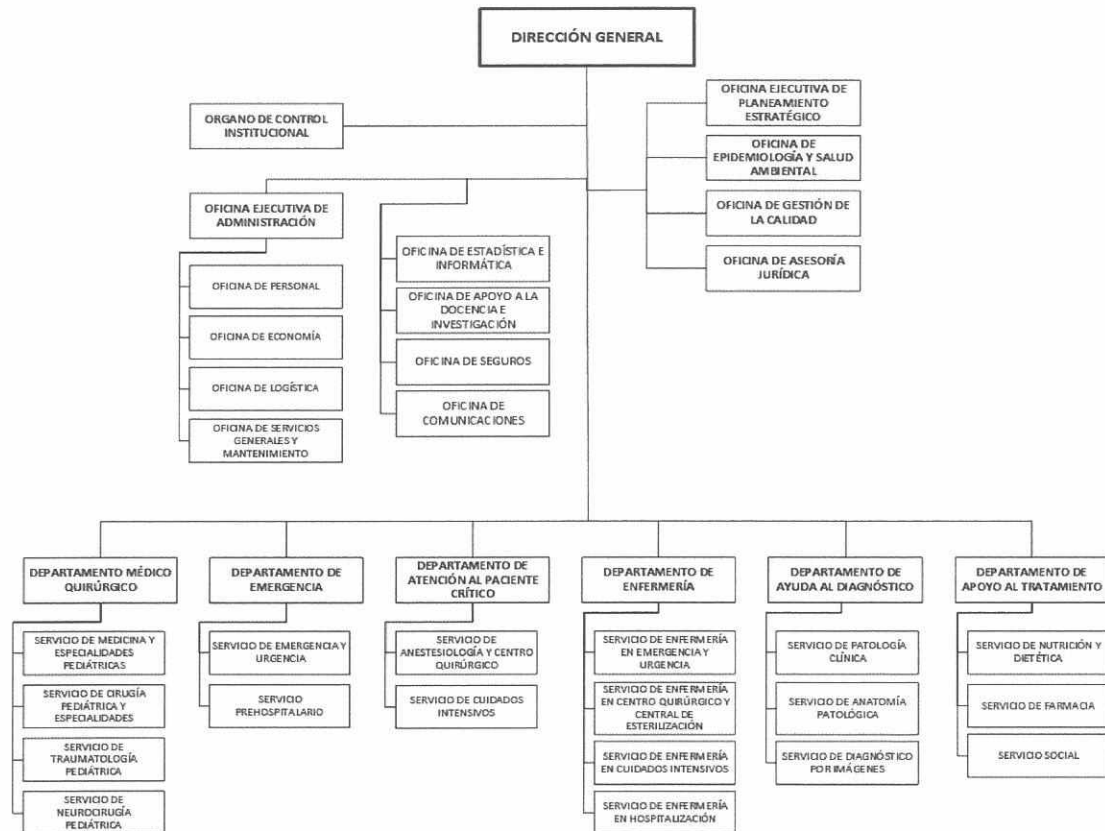 DIRECCIÓN GENERAL
ORGANO DE CONTROL
INSTITUCIONAL
OFICINA EJECUTIVA DE
PLANEAMIENTO
ESTRATÉGICO
OFICINA DE
EPIDEMIOLOGÍA Y SALUD
AMBIENTAL
OFICINA DE GESTIÓN DE
LA CALIDAD
OFICINA DE ASESORÍA
JURÍDICA
OFICINA EJECUTIVA DE
ADMINISTRACIÓN
OFICINA DE PERSONAL
OFICINA DE ECONOMÍA
OFICINA DE LOGÍSTICA
OFICINA DE SERVICIOS
GENERALES Y
MANTENIMIENTO
OFICINA DE ESTADÍSTICA E
INFORMÁTICA
OFICINA DE APOYO A LA
DOCENCIA E
INVESTIGACIÓN
OFICINA DE SEGUROS
OFICINA DE
COMUNICACIONES
DEPARTAMENTO MÉDICO
QUIRÚRGICO
SERVICIO DE MEDICINA Y
ESPECIALIDADES
PEDIÁTRICAS
SERVICIO DE CIRUGÍA
PEDIÁTRICA Y
ESPECIALIDADES
SERVICIO DE
TRAUMATOLOGÍA
PEDIÁTRICA
SERVICIO DE
NEUROCIRUGÍA
PEDIÁTRICA
DEPARTAMENTO DE
EMERGENCIA
SERVICIO DE EMERGENCIA Y
URGENCIA
SERVICIO
PREHOSPITALARIO
DEPARTAMENTO DE
ATENCIÓN AL PACIENTE
CRÍTICO
SERVICIO DE
ANESTESIOLOGÍA Y CENTRO
QUIRÚRGICO
SERVICIO DE CUIDADOS
INTENSIVOS
DEPARTAMENTO DE
ENFERMERÍA
SERVICIO DE ENFERMERÍA
EN EMERGENCIA Y
URGENCIA
SERVICIO DE ENFERMERÍA
EN CENTRO QUIRÚRGICO Y
CENTRAL DE
ESTERILIZACIÓN
SERVICIO DE ENFERMERÍA
EN CUIDADOS INTENSIVOS
SERVICIO DE ENFERMERÍA
EN HOSPITALIZACIÓN
DEPARTAMENTO DE
AYUDA AL DIAGNÓSTICO
SERVICIO DE PATOLOGÍA
CLÍNICA
SERVICIO DE ANATOMÍA
PATOLÓGICA
SERVICIO DE DIAGNÓSTICO
POR IMÁGENES
DEPARTAMENTO DE
APOYO AL TRATAMIENTO
SERVICIO DE NUTRICIÓN Y
DIETÉTICA
SERVICIO DE FARMACIA
SERVICIO SOCIAL